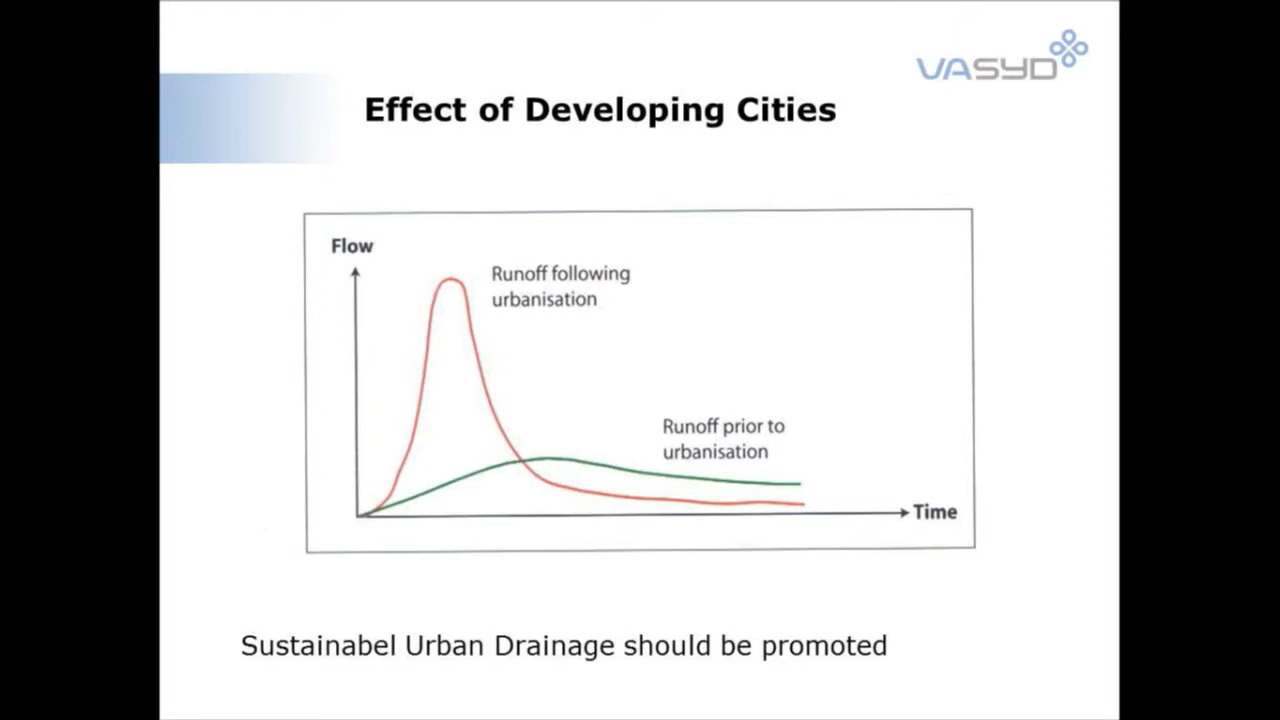 VASYD
Effect of Developing Cities
Flow
Runoff following
urbanisation
Runoff prior to
urbanisation
Time
Sustainabel Urban Drainage should be promoted